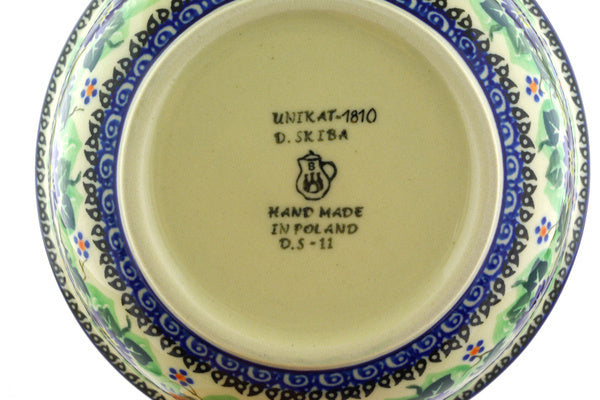 UNIKAT-1810
D. SKIBA
B
HAND MADE
IN POLAND
D.S-11